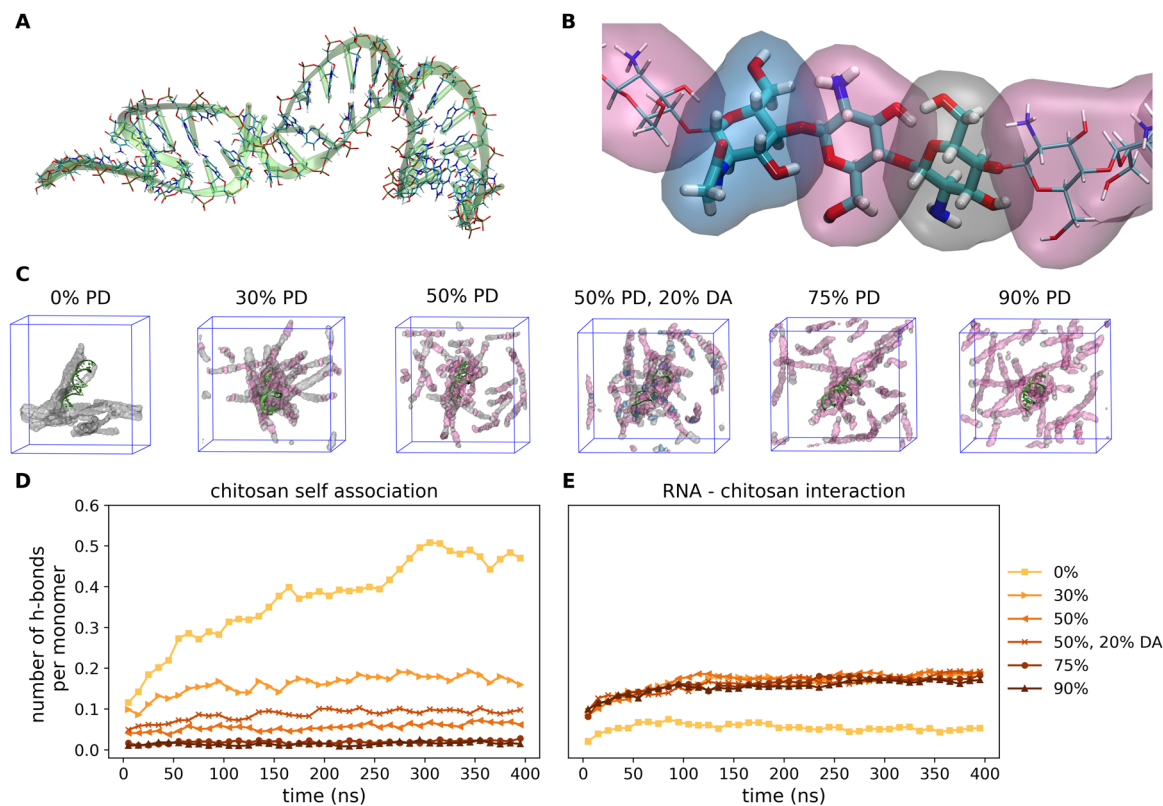 A
B
C
0% PD
30% PD
50% PD
50% PD, 20% DA
75% PD
90% PD
D
chitosan self association
E
RNA - chitosan interaction
number of h-bonds
per monomer
0.6
0.5
0.4
0.3
0.2
0.1
0.0
0
50
100
150
200
250
300
350
400
time (ns)
0
50
100
150
200
250
300
350
400
time (ns)
0%
30%
50%
50%, 20% DA
75%
90%